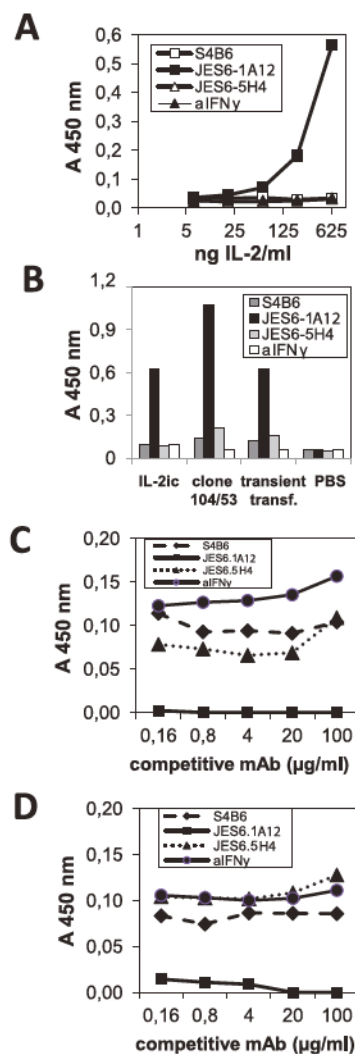 A
S4B6
JES6-1A12
JES6-5H4
aIFNγ
A 450 nm
0,6
0,5
0,4
0,3
0,2
0,1
0,0
1 5 25 125 625
ng IL-2/ml
B
S4B6
JES6-1A12
JES6-5H4
aIFNγ
A 450 nm
1,2
0,9
0,6
0,3
0
IL-2ic clone transient PBS
104/53 transf.
C
S4B6
JES6.1A12
JES6.5H4
aIFNγ
A 450 nm
0,20
0,15
0,10
0,05
0,00
0,16 0,8 4 20 100
competitive mAb (µg/ml)
D
S4B6
JES6.1A12
JES6.5H4
aIFNγ
A 450 nm
0,20
0,15
0,10
0,05
0,00
0,16 0,8 4 20 100
competitive mAb (µg/ml)